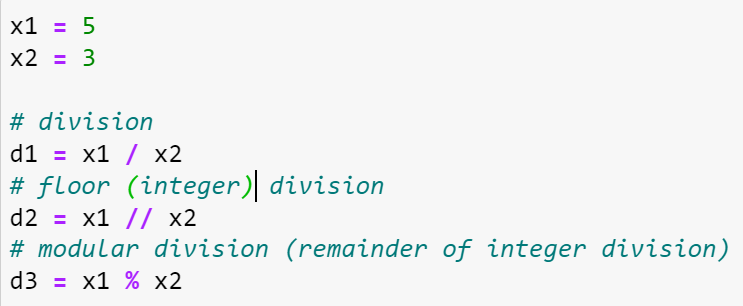 x1 = 5
x2 = 3
# division
d1 = x1 / x2
# floor (integer) division
d2 = x1 // x2
# modular division (remainder of integer division)
d3 = x1 % x2